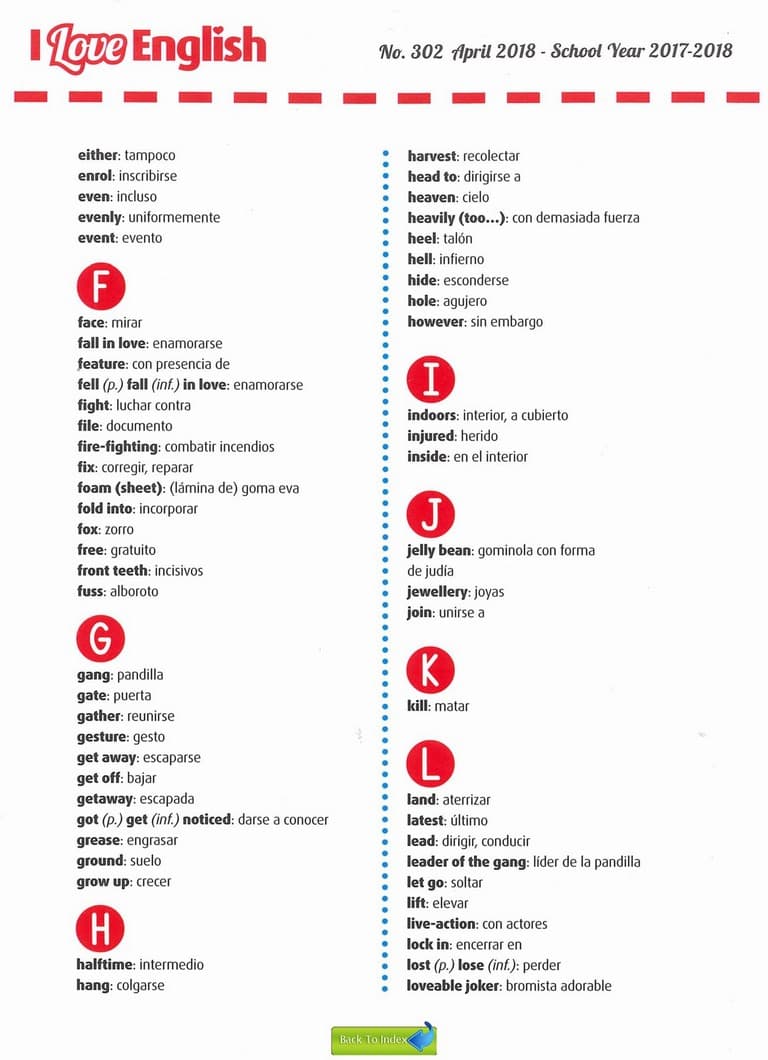 I Love English
No. 302 April 2018 - School Year 2017-2018
either: tampoco
enrol: inscribirse
even: incluso
evenly: uniformemente
event: evento
F
face: mirar
fall in love: enamorarse
feature: con presencia de
fell (p.) fall (inf.) in love: enamorarse
fight: luchar contra
file: documento
fire-fighting: combatir incendios
fix: corregir, reparar
foam (sheet): (lámina de) goma eva
fold into: incorporar
fox: zorro
free: gratuito
front teeth: incisivos
fuss: alboroto
G
gang: pandilla
gate: puerta
gather: reunirse
gesture: gesto
get away: escaparse
get off: bajar
getaway: escapada
got (p.) get (inf.) noticed: darse a conocer
grease: engrasar
ground: suelo
grow up: crecer
H
halftime: intermedio
hang: colgarse
harvest: recolectar
head to: dirigirse a
heaven: cielo
heavily (too...): con demasiada fuerza
heel: talón
hell: infierno
hide: esconderse
hole: agujero
however: sin embargo
I
indoors: interior, a cubierto
injured: herido
inside: en el interior
J
jelly bean: gominola con forma
de judía
jewellery: joyas
join: unirse a
K
kill: matar
L
land: aterrizar
latest: último
lead: dirigir, conducir
leader of the gang: líder de la pandilla
let go: soltar
lift: elevar
live-action: con actores
lock in: encerrar en
lost (p.) lose (inf.): perder
loveable joker: bromista adorable
Back To Index